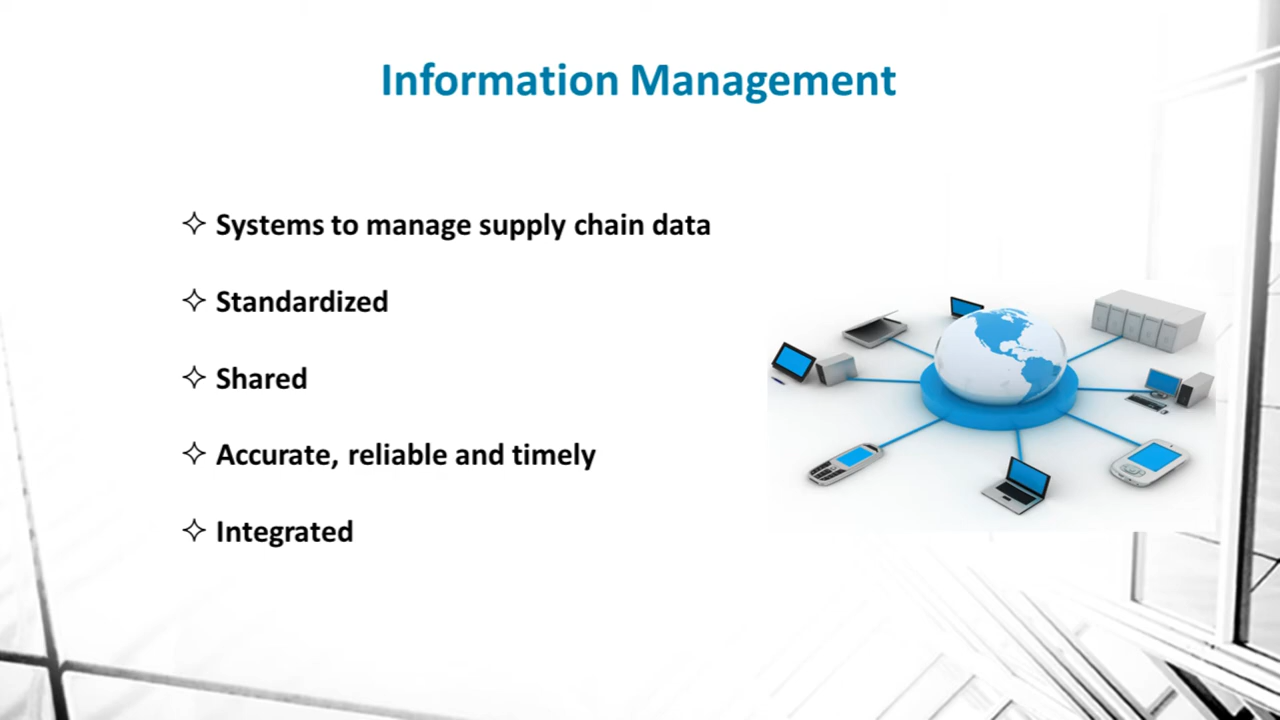 Information Management
Systems to manage supply chain data
Standardized
Shared
Accurate, reliable and timely
Integrated